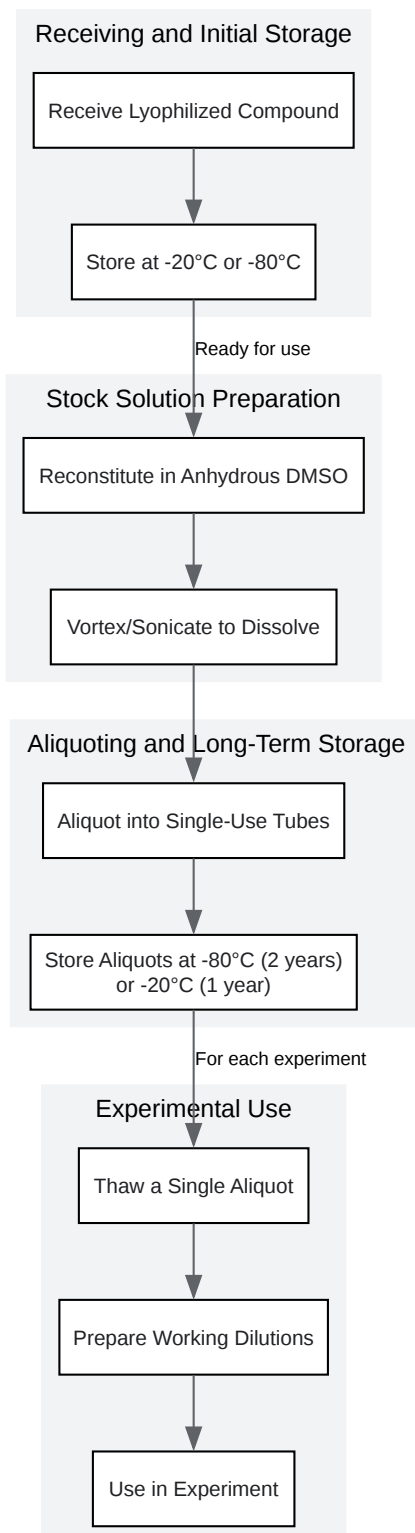 Receiving and Initial Storage
Receive Lyophilized Compound
Store at -20°C or -80°C
Ready for use
Stock Solution Preparation
Reconstitute in Anhydrous DMSO
Vortex/Sonicate to Dissolve
Aliquoting and Long-Term Storage
Aliquot into Single-Use Tubes
Store Aliquots at -80°C (2 years)
or -20°C (1 year)
For each experiment
Experimental Use
Thaw a Single Aliquot
Prepare Working Dilutions
Use in Experiment